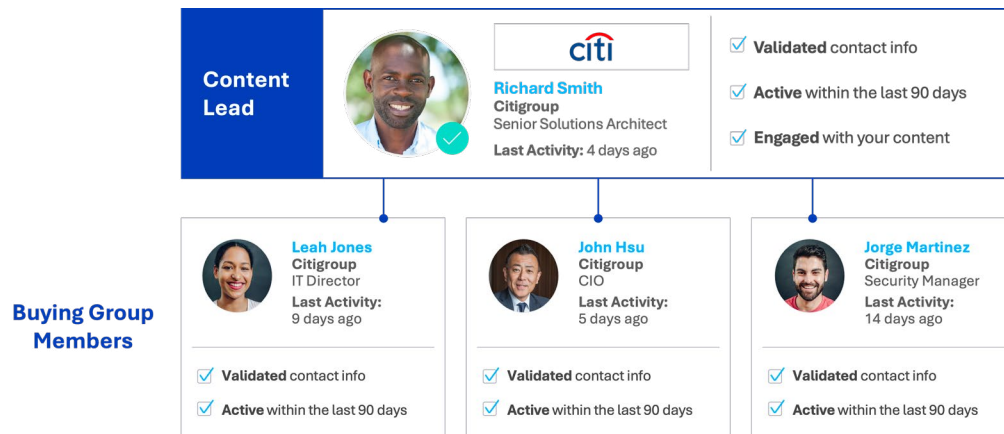 Content
Lead
citi
Richard Smith
Citigroup
Senior Solutions Architect
Last Activity: 4 days ago
Validated contact info
Active within the last 90 days
Engaged with your content
Buying Group
Members
Leah Jones
Citigroup
IT Director
Last Activity:
9 days ago
Validated contact info
Active within the last 90 days
John Hsu
Citigroup
CIO
Last Activity:
5 days ago
Validated contact info
Active within the last 90 days
Jorge Martinez
Citigroup
Security Manager
Last Activity:
14 days ago
Validated contact info
Active within the last 90 days